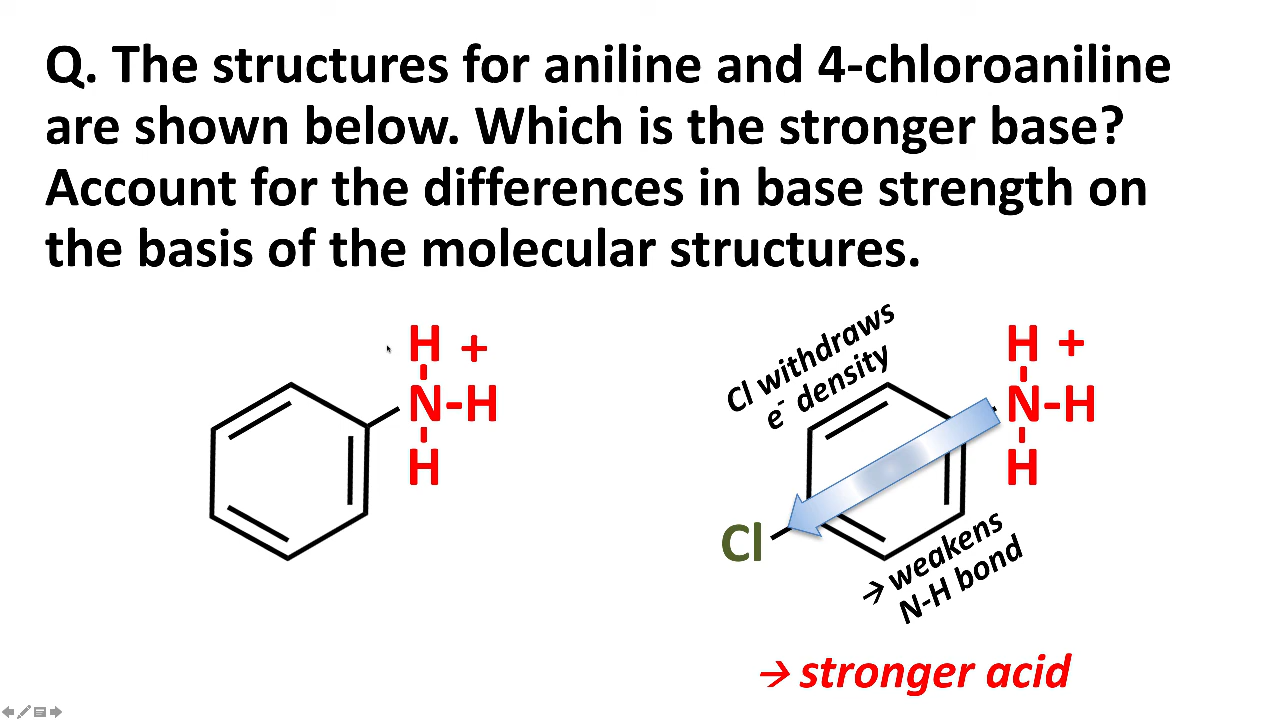 Q. The structures for aniline and 4-chloroaniline
are shown below. Which is the stronger base?
Account for the differences in base strength on
the basis of the molecular structures.
H +
N-H
H
Cl withdraws
e⁻ density
H +
N-H
H
Cl
→ weakens
N-H bond
→ stronger acid